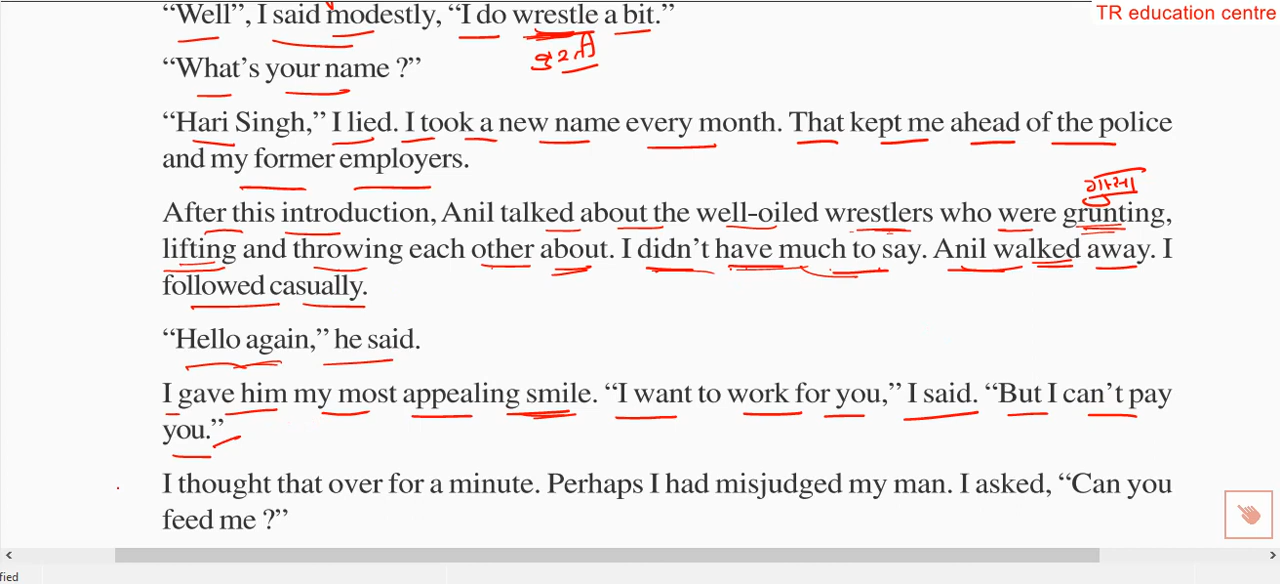 TR education centre
“Well”, I said modestly, “I do wrestle a bit.”
“What’s your name ?”
“Hari Singh,” I lied. I took a new name every month. That kept me ahead of the police
and my former employers.
After this introduction, Anil talked about the well-oiled wrestlers who were grunting,
lifting and throwing each other about. I didn’t have much to say. Anil walked away. I
followed casually.
“Hello again,” he said.
I gave him my most appealing smile. “I want to work for you,” I said. “But I can’t pay
you.”
I thought that over for a minute. Perhaps I had misjudged my man. I asked, “Can you
feed me ?”
fied